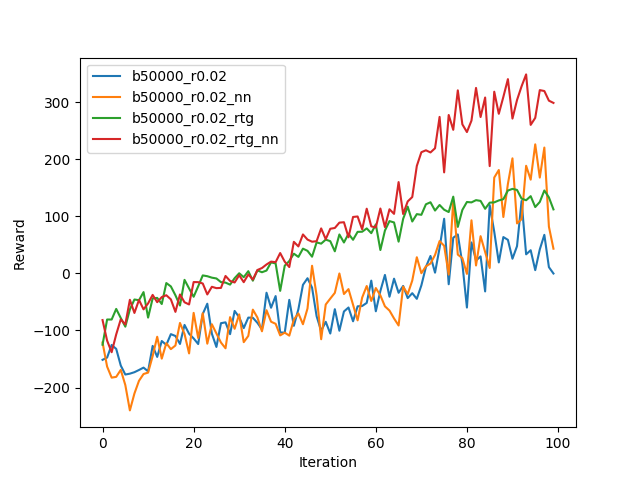 b50000_r0.02
b50000_r0.02_nn
b50000_r0.02_rtg
b50000_r0.02_rtg_nn
300
200
100
0
−100
−200
Reward
0 20 40 60 80 100
Iteration